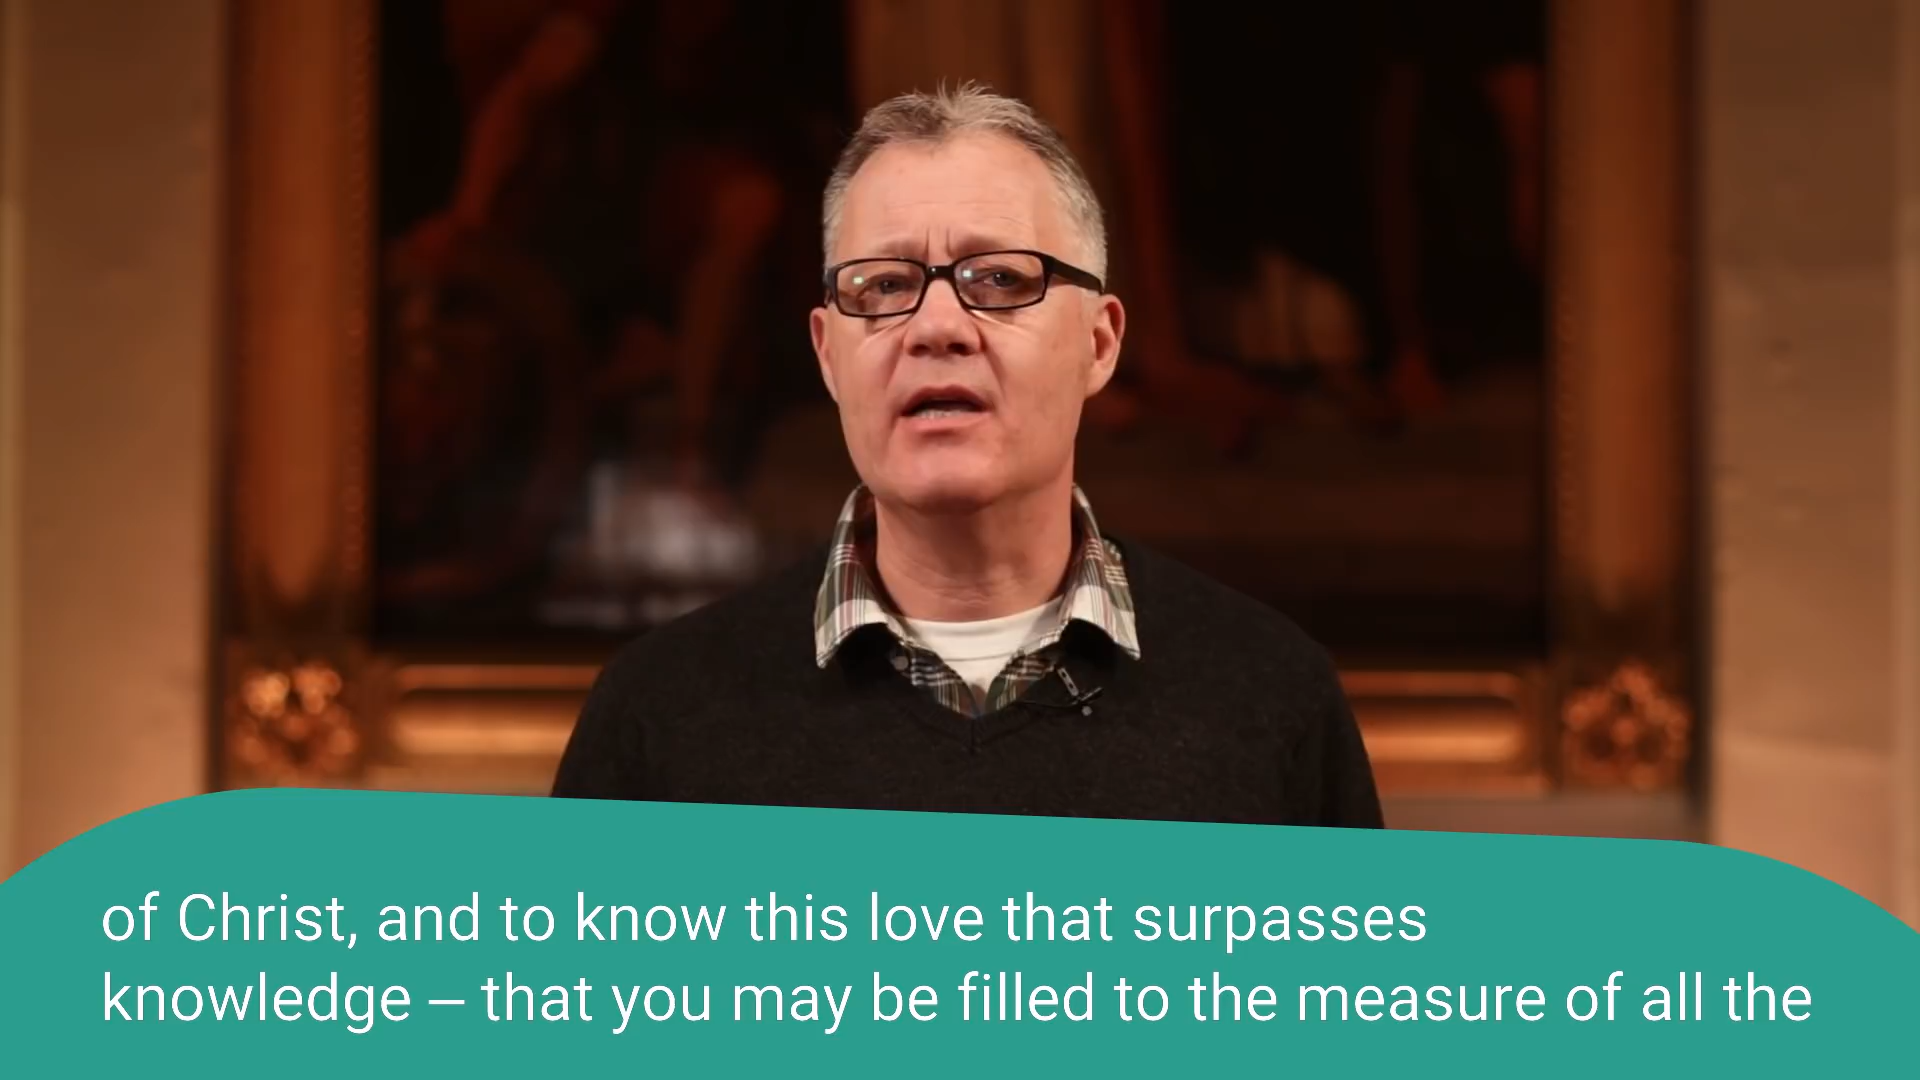 of Christ, and to know this love that surpasses
knowledge – that you may be filled to the measure of all the